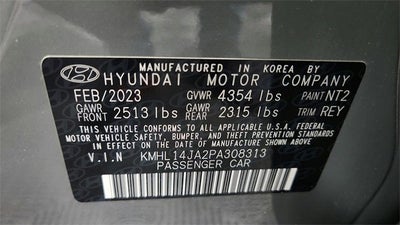 MANUFACTURED IN KOREA BY
HYUNDAI MOTOR COMPANY
FEB/2023 GVWR 4354 lbs PAINT NT2
GAWR FRONT 2513 lbs GAWR REAR 2315 lbs TRIM REY
THIS VEHICLE CONFORMS TO ALL APPLICABLE U.S.A. FEDERAL
MOTOR VEHICLE SAFETY, BUMPER, AND THEFT PREVENTION STANDARDS
IN EFFECT ON THE DATE OF MANUFACTURE SHOWN ABOVE.
V.I.N KMHL14JA2PA308313
PASSENGER CAR